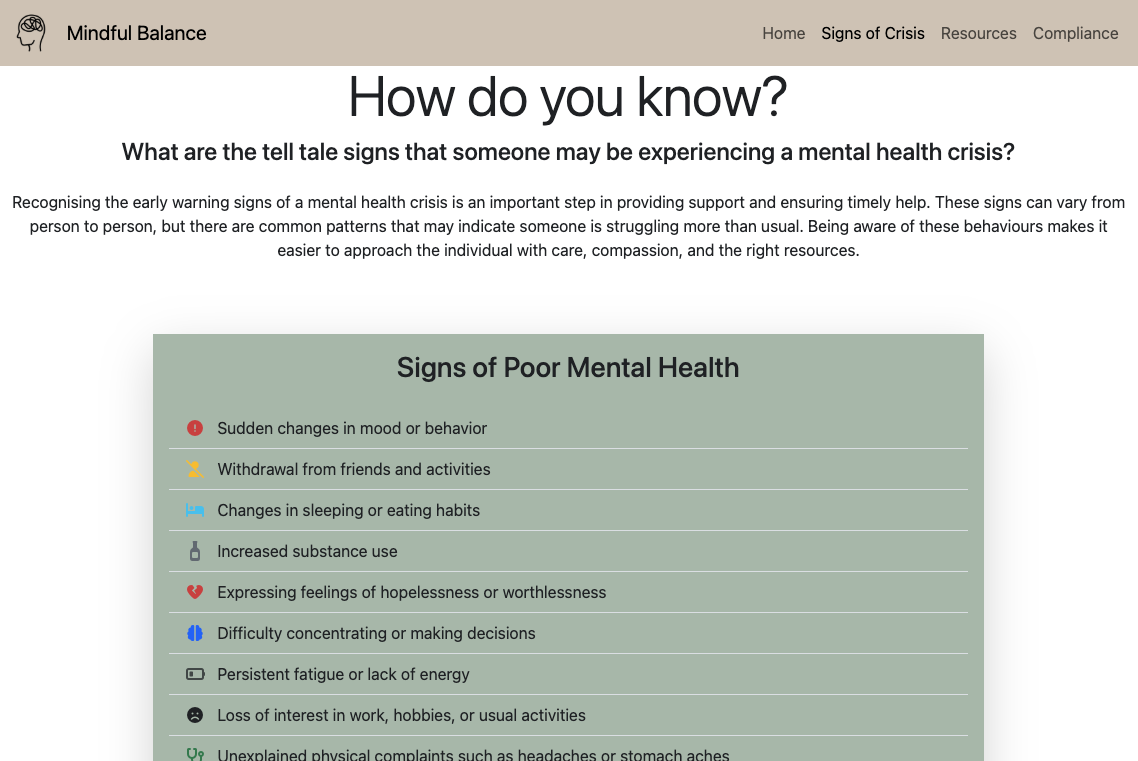 Mindful Balance
Home Signs of Crisis Resources Compliance
How do you know?
What are the tell tale signs that someone may be experiencing a mental health crisis?
Recognising the early warning signs of a mental health crisis is an important step in providing support and ensuring timely help. These signs can vary from
person to person, but there are common patterns that may indicate someone is struggling more than usual. Being aware of these behaviours makes it
easier to approach the individual with care, compassion, and the right resources.
Signs of Poor Mental Health
Sudden changes in mood or behavior
Withdrawal from friends and activities
Changes in sleeping or eating habits
Increased substance use
Expressing feelings of hopelessness or worthlessness
Difficulty concentrating or making decisions
Persistent fatigue or lack of energy
Loss of interest in work, hobbies, or usual activities
Unexplained physical complaints such as headaches or stomach aches